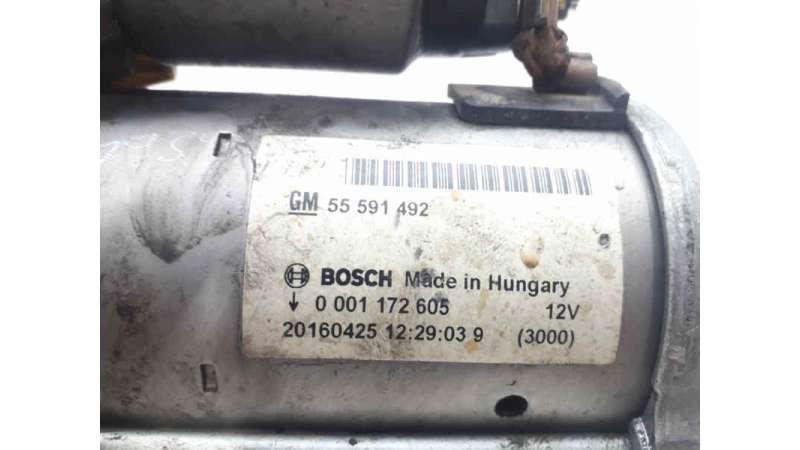 GM 55 591 492
BOSCH Made in Hungary
↓ 0 001 172 605 12V
20160425 12:29:03 9 (3000)